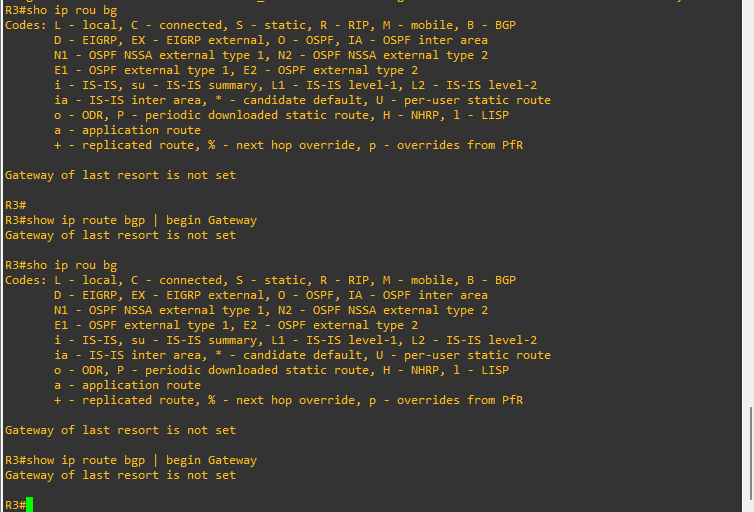 R3#sho ip rou bg
Codes: L - local, C - connected, S - static, R - RIP, M - mobile, B - BGP
       D - EIGRP, EX - EIGRP external, O - OSPF, IA - OSPF inter area
       N1 - OSPF NSSA external type 1, N2 - OSPF NSSA external type 2
       E1 - OSPF external type 1, E2 - OSPF external type 2
       i - IS-IS, su - IS-IS summary, L1 - IS-IS level-1, L2 - IS-IS level-2
       ia - IS-IS inter area, * - candidate default, U - per-user static route
       o - ODR, P - periodic downloaded static route, H - NHRP, l - LISP
       a - application route
       + - replicated route, % - next hop override, p - overrides from PfR

Gateway of last resort is not set

R3#
R3#show ip route bgp | begin Gateway
Gateway of last resort is not set

R3#sho ip rou bg
Codes: L - local, C - connected, S - static, R - RIP, M - mobile, B - BGP
       D - EIGRP, EX - EIGRP external, O - OSPF, IA - OSPF inter area
       N1 - OSPF NSSA external type 1, N2 - OSPF NSSA external type 2
       E1 - OSPF external type 1, E2 - OSPF external type 2
       i - IS-IS, su - IS-IS summary, L1 - IS-IS level-1, L2 - IS-IS level-2
       ia - IS-IS inter area, * - candidate default, U - per-user static route
       o - ODR, P - periodic downloaded static route, H - NHRP, l - LISP
       a - application route
       + - replicated route, % - next hop override, p - overrides from PfR

Gateway of last resort is not set

R3#show ip route bgp | begin Gateway
Gateway of last resort is not set

R3#